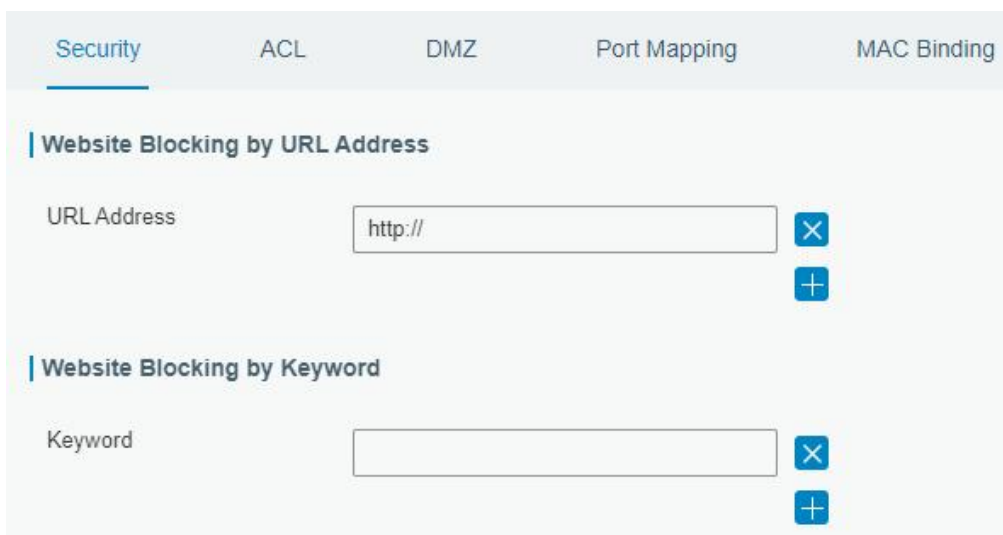 Security ACL DMZ Port Mapping MAC Binding
Website Blocking by URL Address
URL Address http://
Website Blocking by Keyword
Keyword